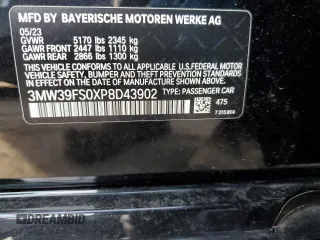 MFD BY BAYERISCHE MOTOREN WERKE AG
05/23
GVWR 5170 lbs 2345 kg
GAWR FRONT 2447 lbs 1110 kg
GAWR REAR 2866 lbs 1300 kg
THIS VEHICLE CONFORMS TO ALL APPLICABLE U.S. FEDERAL MOTOR
VEHICLE SAFETY, BUMPER, AND THEFT PREVENTION STANDARDS
IN EFFECT ON THE DATE OF MANUFACTURE SHOWN ABOVE.
3MW39FS0XP8D43902 TYPE: PASSENGER CAR
475
© DREAMBID